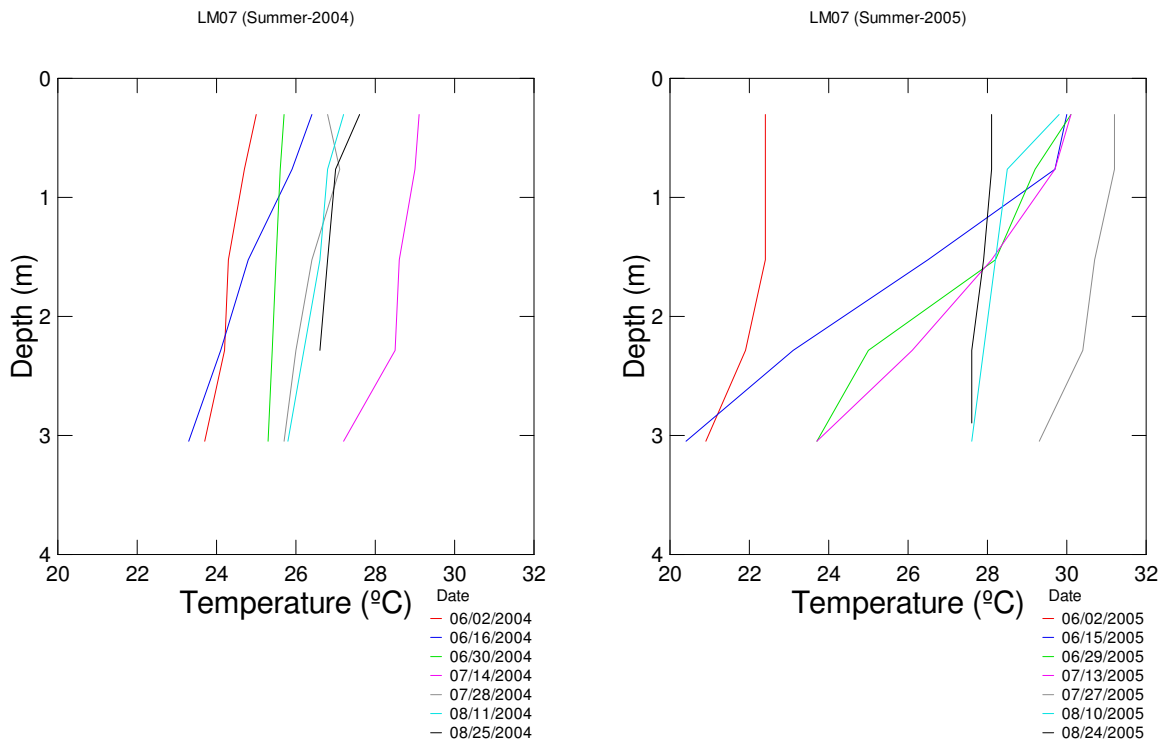 LM07 (Summer-2004)
0
1
2
3
4
Depth (m)
20 22 24 26 28 30 32
Temperature (ºC)
Date
06/02/2004
06/16/2004
06/30/2004
07/14/2004
07/28/2004
08/11/2004
08/25/2004
LM07 (Summer-2005)
0
1
2
3
4
Depth (m)
20 22 24 26 28 30 32
Temperature (ºC)
Date
06/02/2005
06/15/2005
06/29/2005
07/13/2005
07/27/2005
08/10/2005
08/24/2005